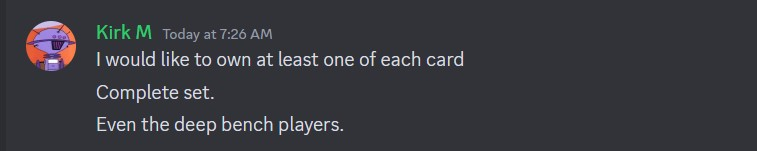 Kirk M Today at 7:26 AM
I would like to own at least one of each card
Complete set.
Even the deep bench players.